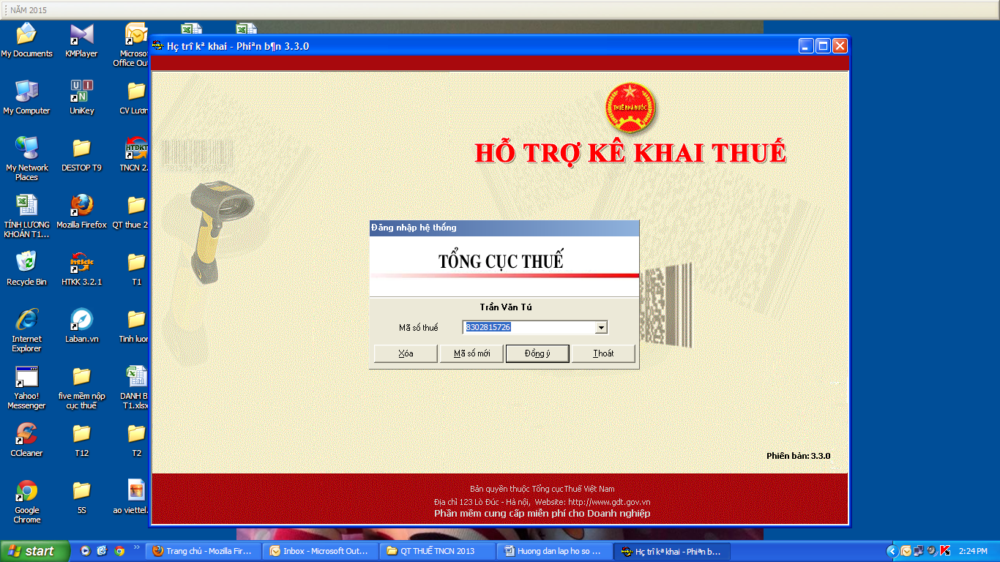 NĂM 2015
My Documents
KMPlayer
Microso
Office Out
My Computer
UniKey
CV Lươn
My Network
Places
DESTOP T9
TNCN 2.
TÍNH LƯƠNG
KHOÁN T1...
Mozilla Firefox
QT thue 2
Recycle Bin
HTKK 3.2.1
T1
Internet
Explorer
Laban.vn
Tinh luon
Yahoo!
Messenger
five mềm nộp
cục thuế
DANH B
T1.xlsx
CCleaner
T12
T2
Google
Chrome
5S
ao viettel.
Hç trî kª khai - Phiªn b¶n 3.3.0
THUẾ NHÀ NƯỚC
HỖ TRỢ KÊ KHAI THUẾ
Đăng nhập hệ thống
TỔNG CỤC THUẾ
Trần Văn Tú
Mã số thuế
8302815726
Xóa
Mã số mới
Đồng ý
Thoát
Phiên bản: 3.3.0
Bản quyền thuộc Tổng cục Thuế Việt Nam
Địa chỉ 123 Lò Đúc - Hà nội, Website: http://www.gdt.gov.vn
Phần mềm cung cấp miễn phí cho Doanh nghiệp
start
Trang chủ - Mozilla Fir...
Inbox - Microsoft Out...
QT THUẾ TNCN 2013
Huong dan lap ho so ...
Hç trî kª khai - Phiªn b...
2:24 PM